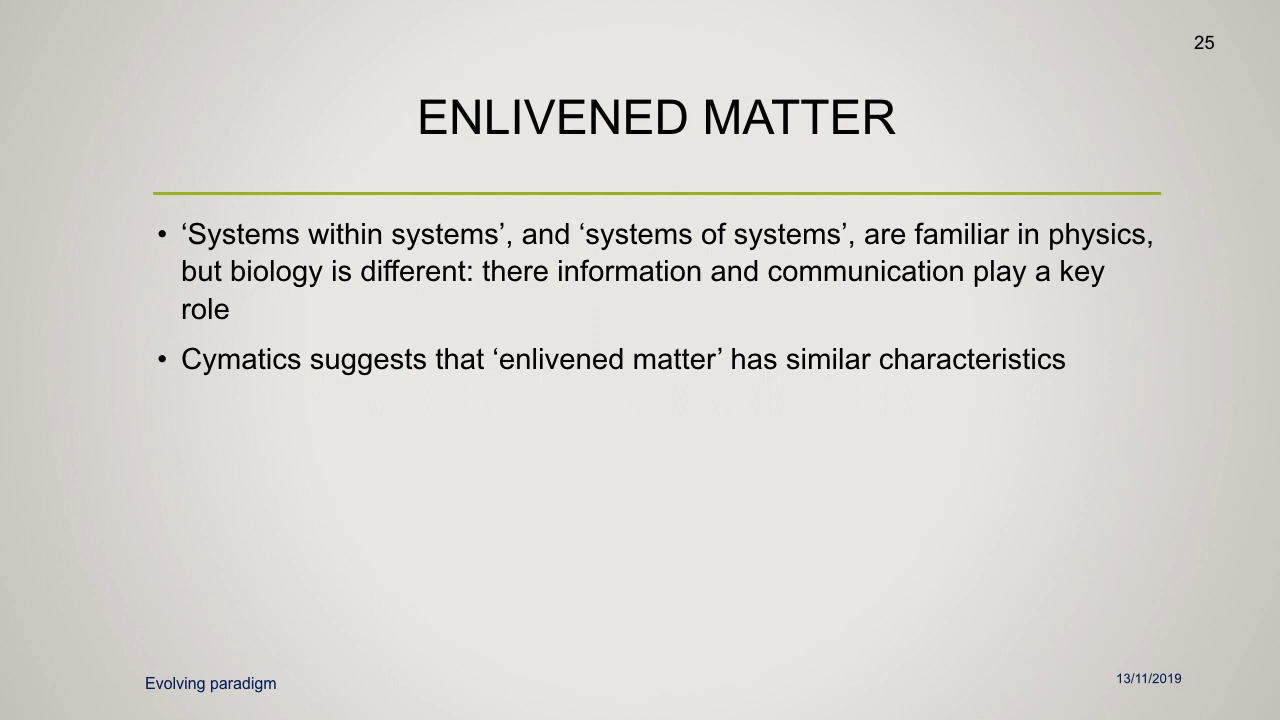 25
ENLIVENED MATTER
• ‘Systems within systems’, and ‘systems of systems’, are familiar in physics,
but biology is different: there information and communication play a key
role
• Cymatics suggests that ‘enlivened matter’ has similar characteristics
Evolving paradigm
13/11/2019